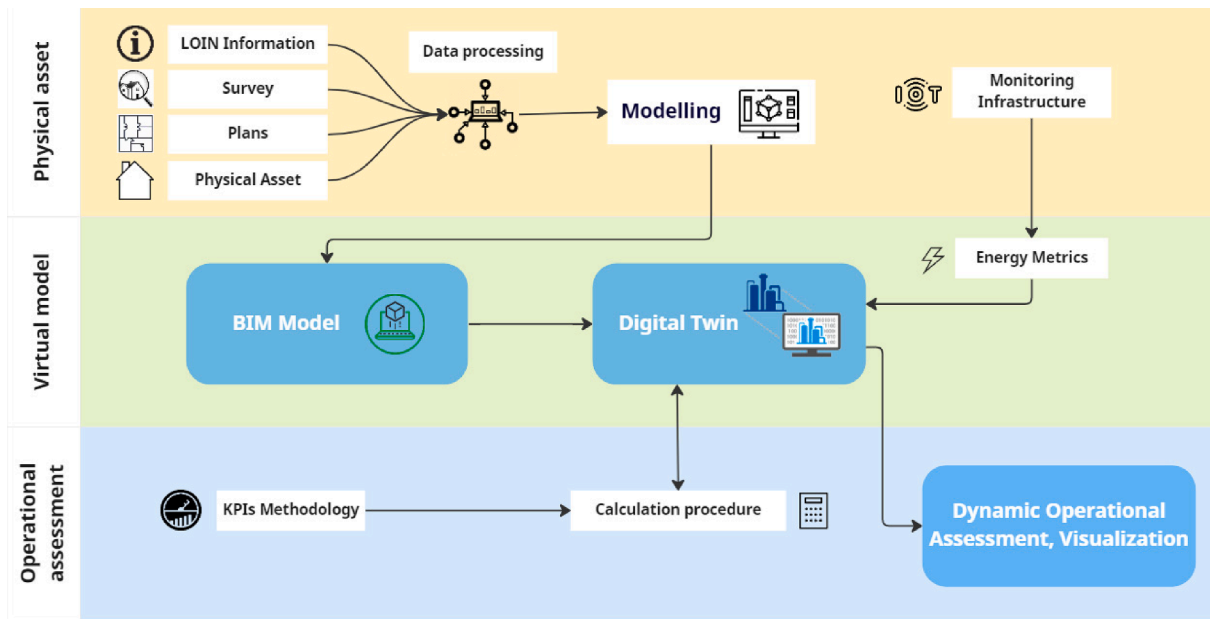 Physical asset
LOIN Information
Survey
Plans
Physical Asset
Data processing
Modelling
IOT
Monitoring
Infrastructure
Virtual model
BIM Model
Digital Twin
Energy Metrics
Operational
assessment
KPIs Methodology
Calculation procedure
Dynamic Operational
Assessment, Visualization